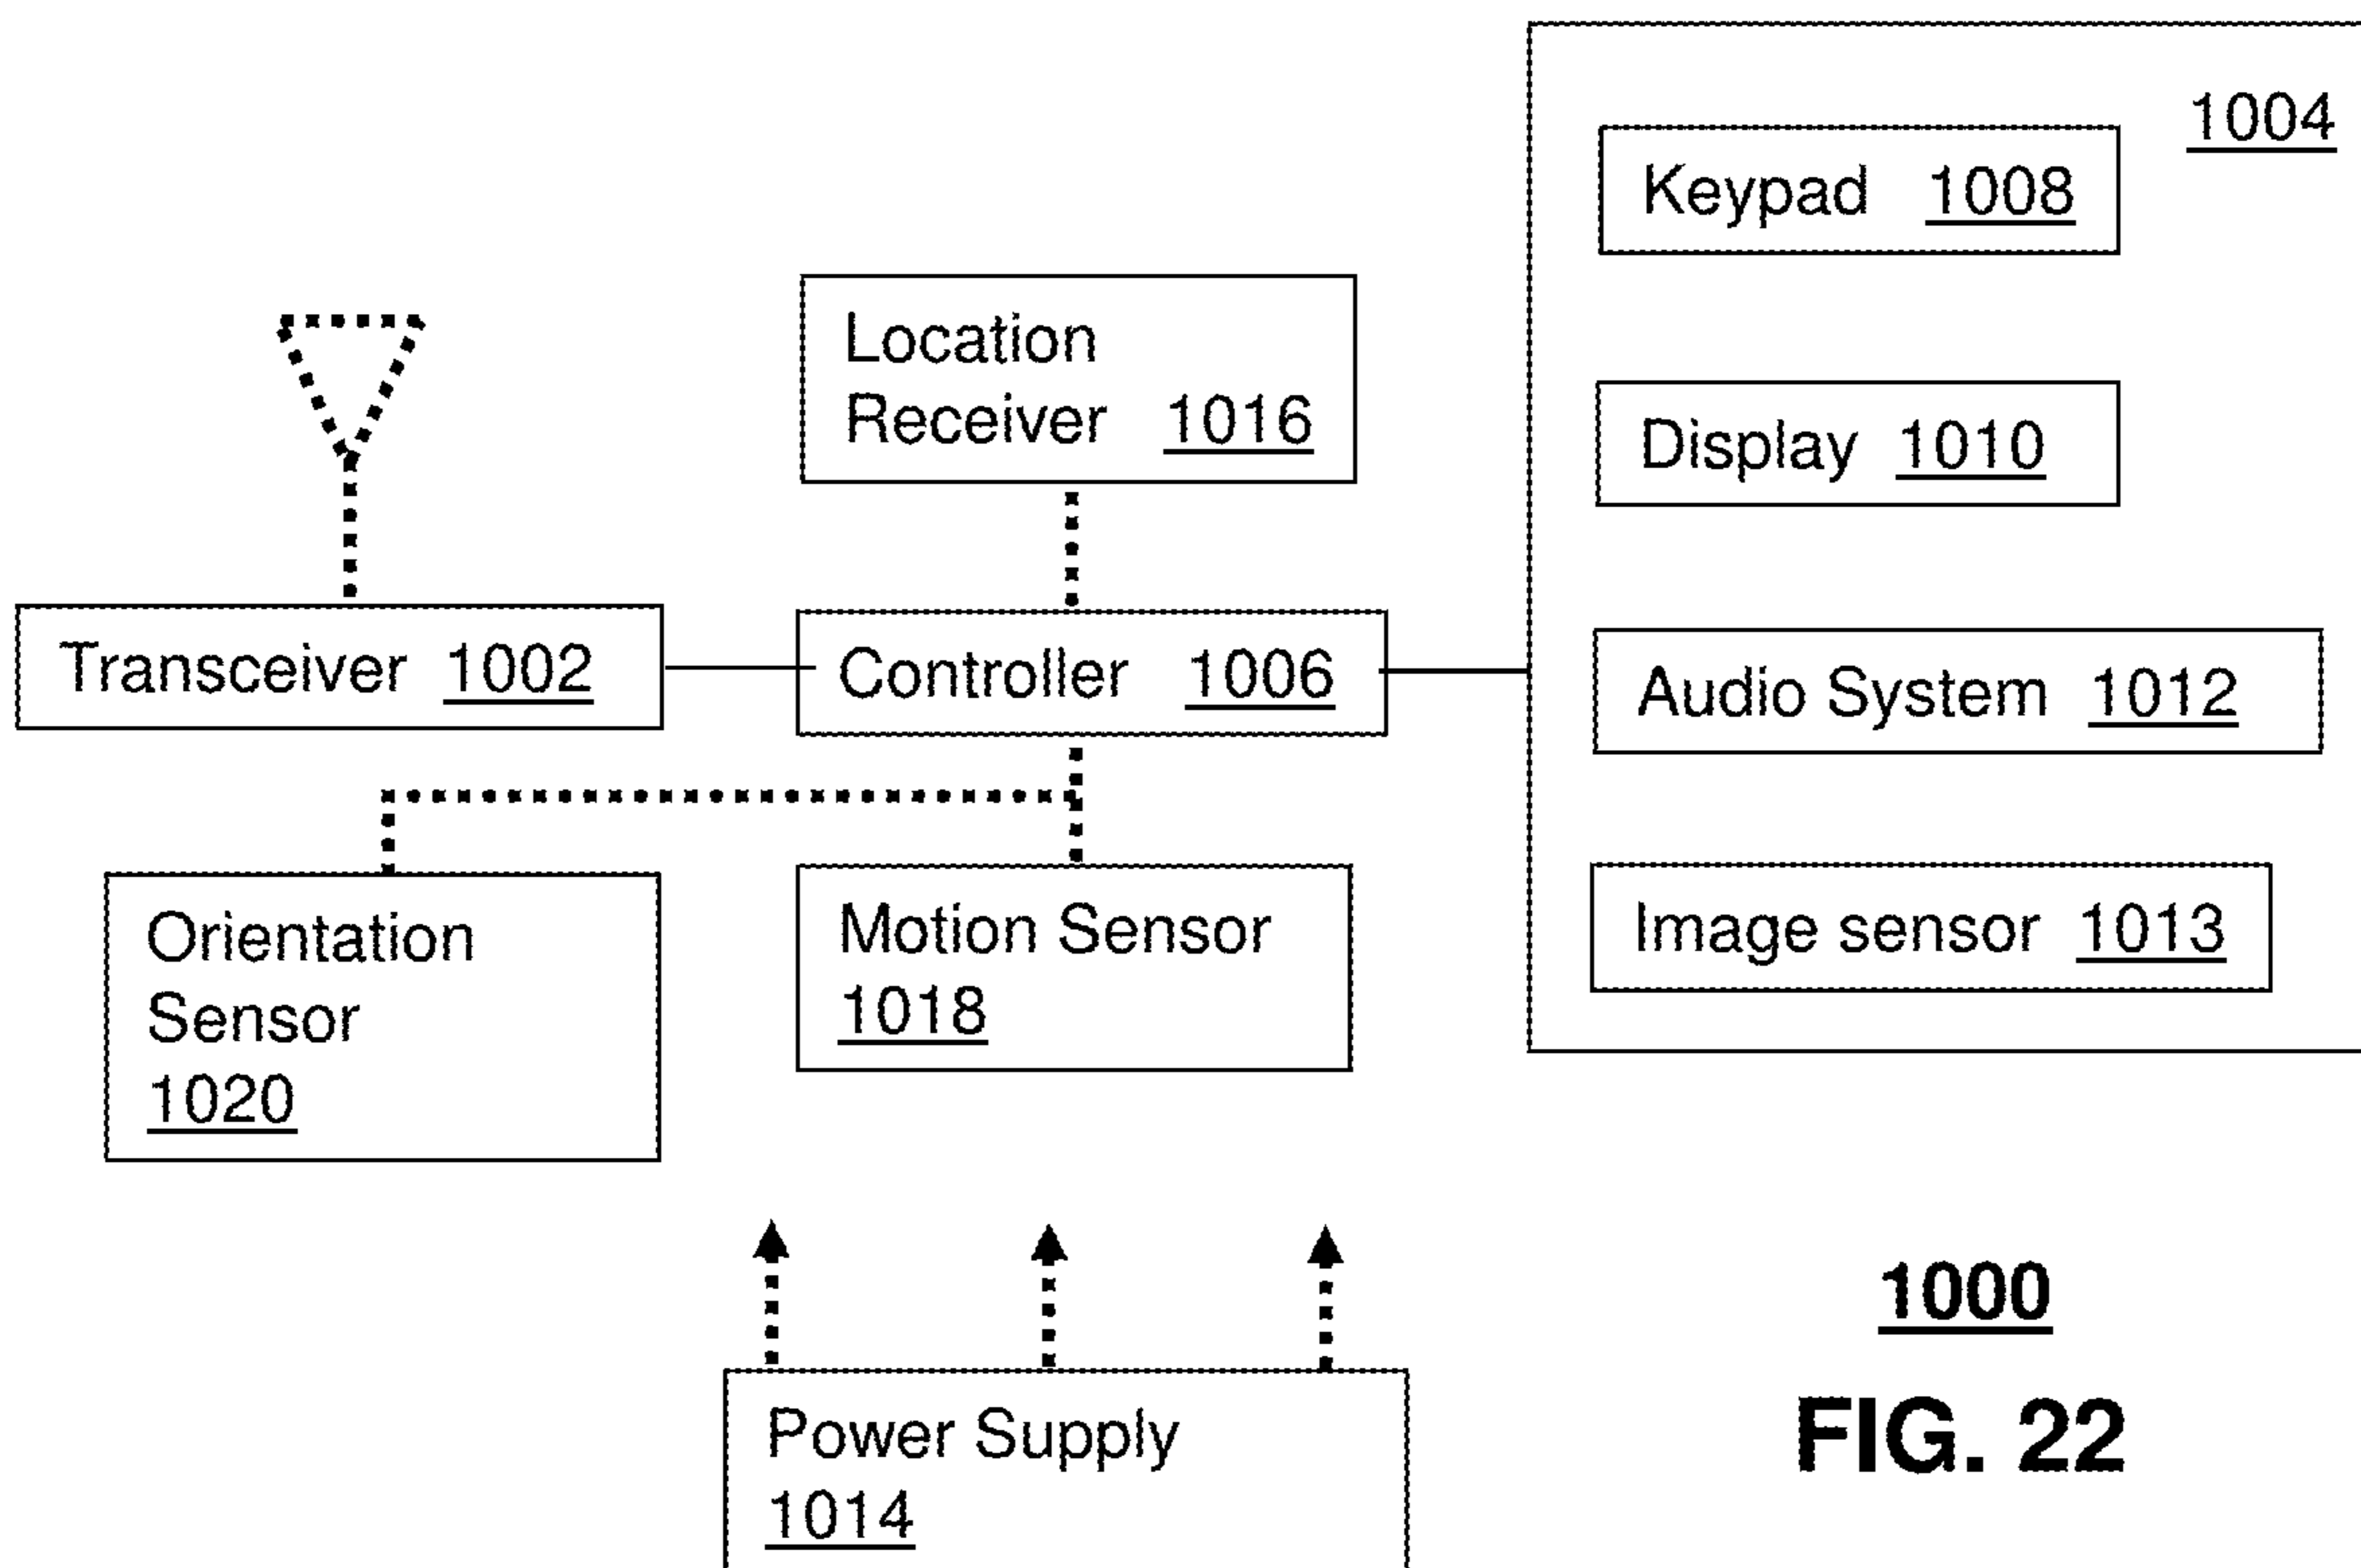 1004
Keypad 1008
Location
Receiver 1016
Display 1010
Transceiver 1002
Controller 1006
Audio System 1012
Orientation
Sensor
1020
Motion Sensor
1018
Image sensor 1013
Power Supply
1014
1000
FIG. 22